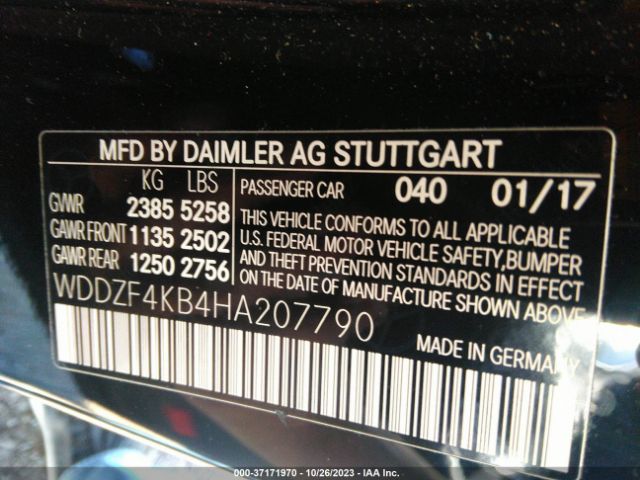 MFD BY DAIMLER AG STUTTGART
KG LBS
GVWR 2385 5258
GAWR FRONT 1135 2502
GAWR REAR 1250 2756
PASSENGER CAR 040 01/17
THIS VEHICLE CONFORMS TO ALL APPLICABLE
U.S. FEDERAL MOTOR VEHICLE SAFETY, BUMPER
AND THEFT PREVENTION STANDARDS IN EFFECT
ON THE DATE OF MANUFACTURE SHOWN ABOVE.
WDDZF4KB4HA207790
MADE IN GERMANY
000-37171970 | 10/26/2023 | IAA Inc.